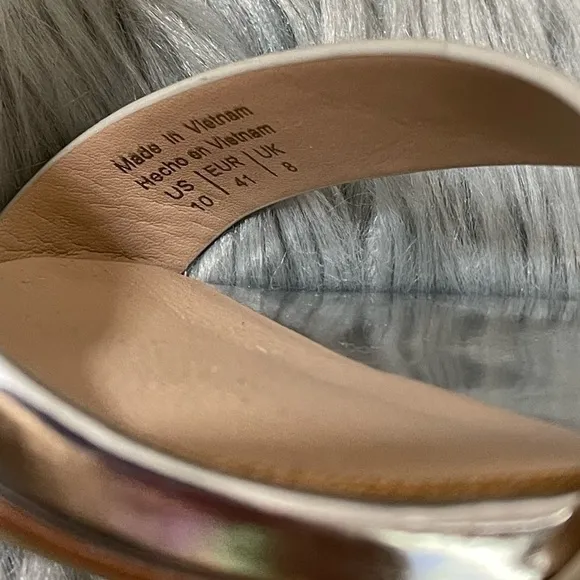 Made in Vietnam
Hecho en Vietnam
US | EUR | UK
10 | 41 | 8